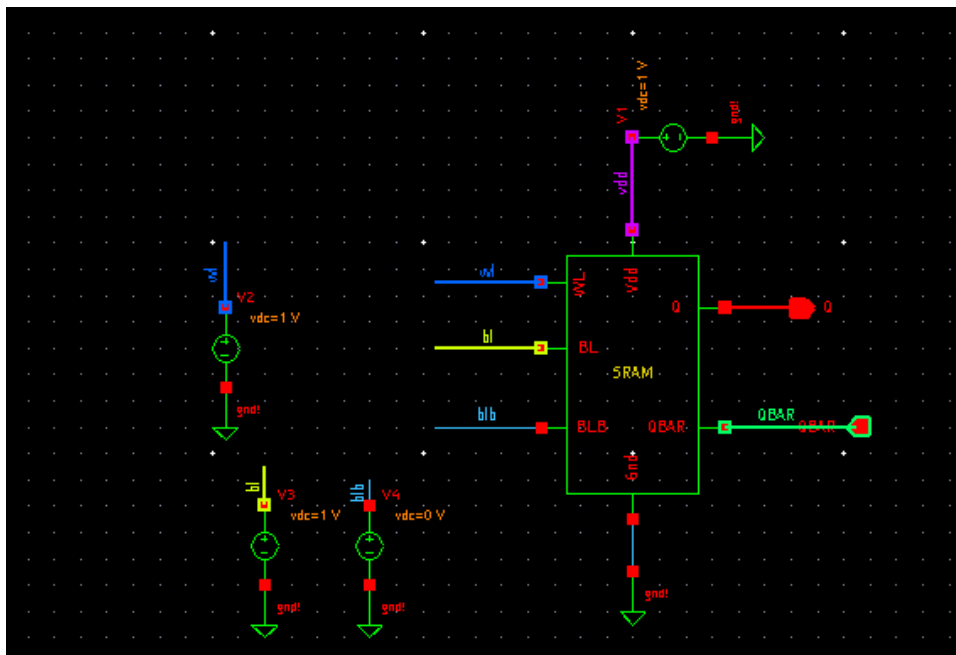 vdc=1 V
V1
gnd!
vdd
wl
V2
vdc=1 V
gnd!
wl
WL
Vdd
Q
Q
bl
BL
SRAM
blb
BLB
QBAR
QBAR
QBAR
Gnd
bl
V3
vdc=1 V
gnd!
blb
V4
vdc=0 V
gnd!
gnd!